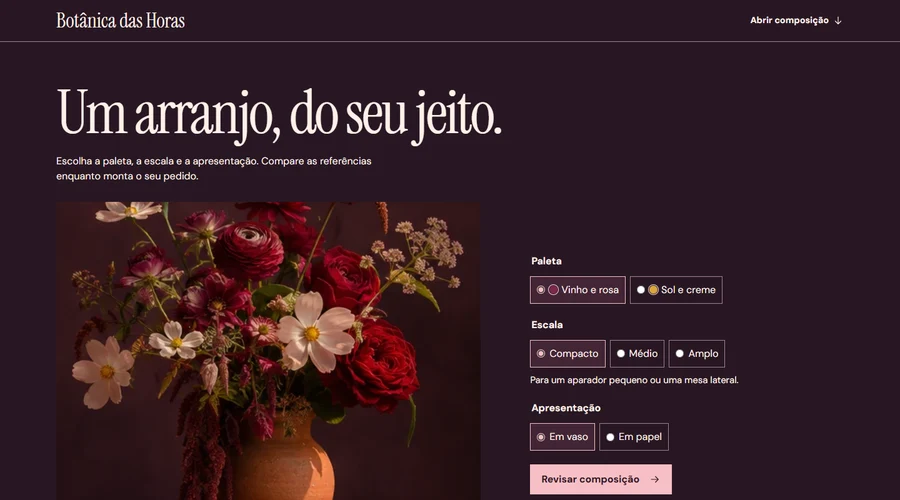 Botânica das Horas
Abrir composição
Um arranjo, do seu jeito.
Escolha a paleta, a escala e a apresentação. Compare as referências
enquanto monta o seu pedido.
Paleta
Vinho e rosa
Sol e creme
Escala
Compacto
Médio
Amplo
Para um aparador pequeno ou uma mesa lateral.
Apresentação
Em vaso
Em papel
Revisar composição